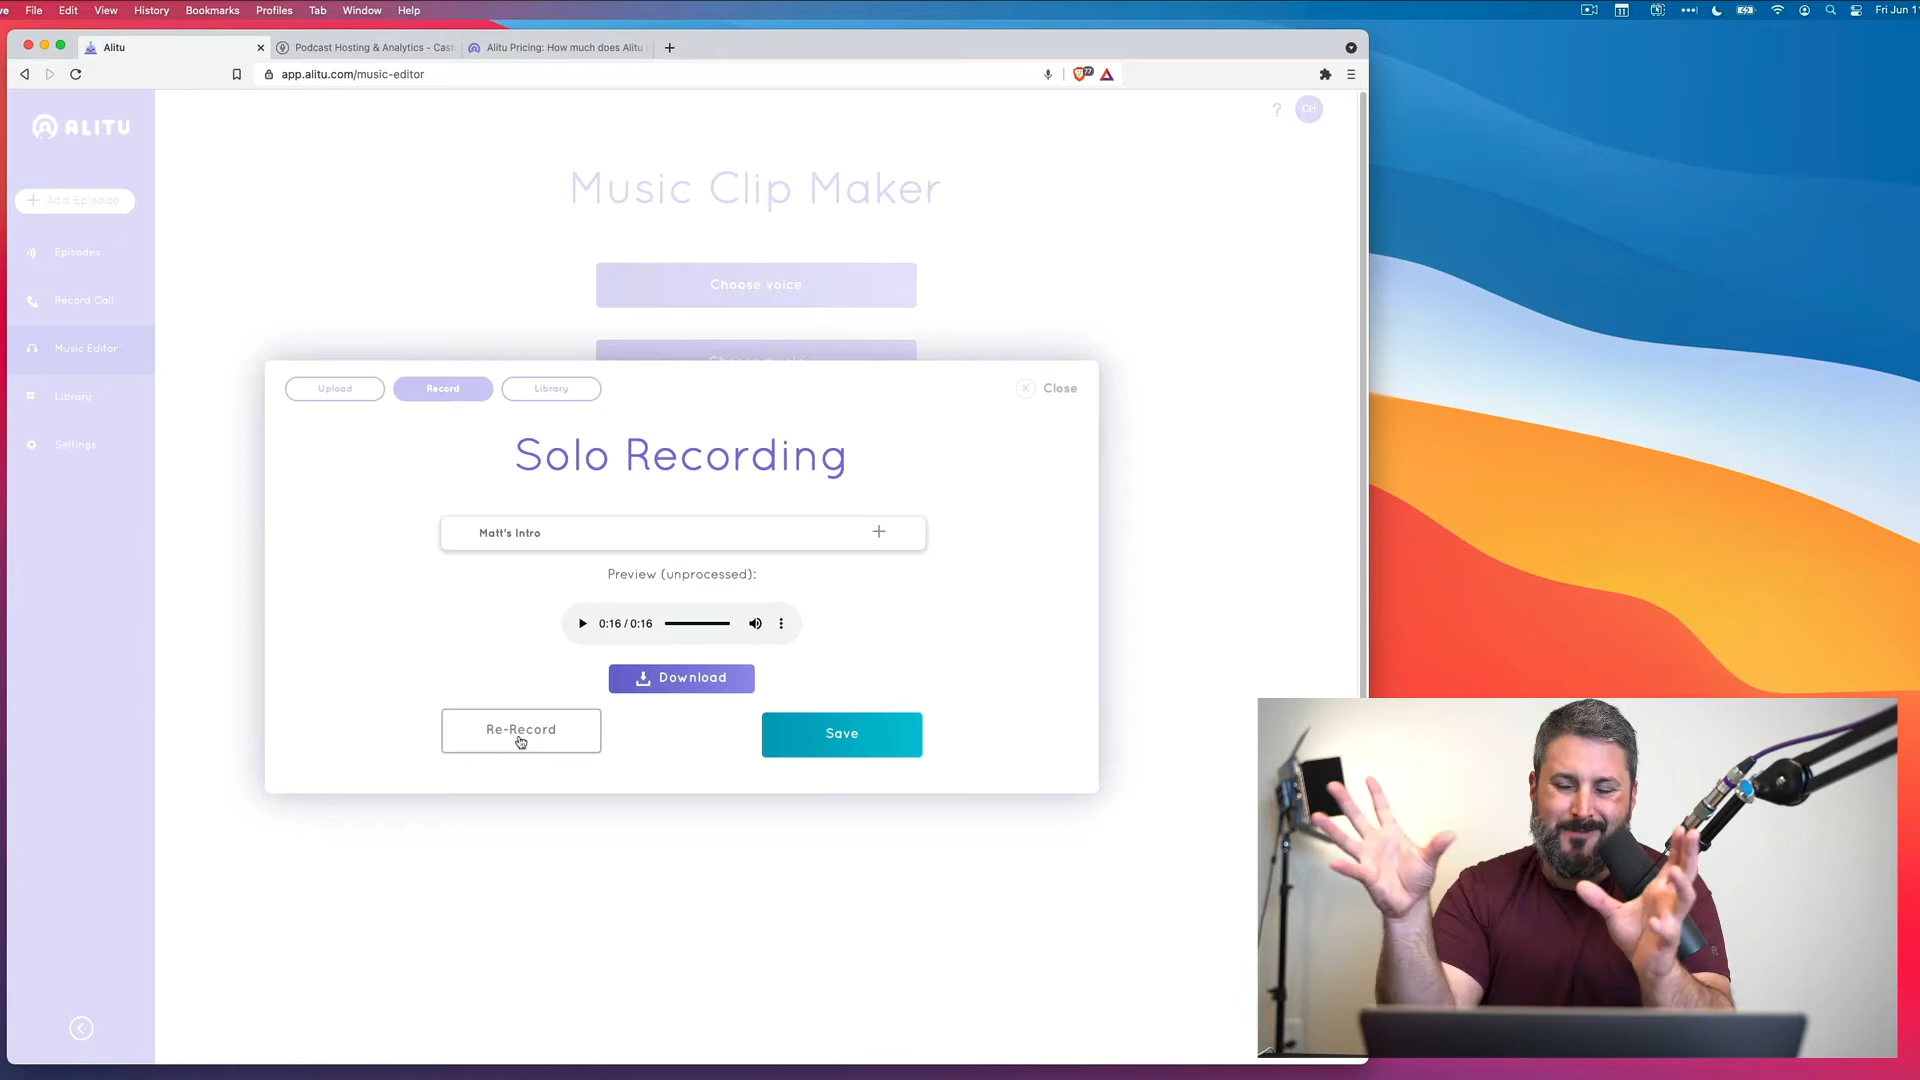 File Edit View History Bookmarks Profiles Tab Window Help
Fri Jun 1
Alitu
Podcast Hosting & Analytics - Cast
Alitu Pricing: How much does Alitu
app.alitu.com/music-editor
77
ALITU
?
CH
Music Clip Maker
Add Episode
Episodes
Record Call
Music Editor
Library
Settings
Choose voice
Choose music
Upload
Record
Library
Close
Solo Recording
Matt's Intro
Preview (unprocessed):
0:16 / 0:16
Download
Re-Record
Save